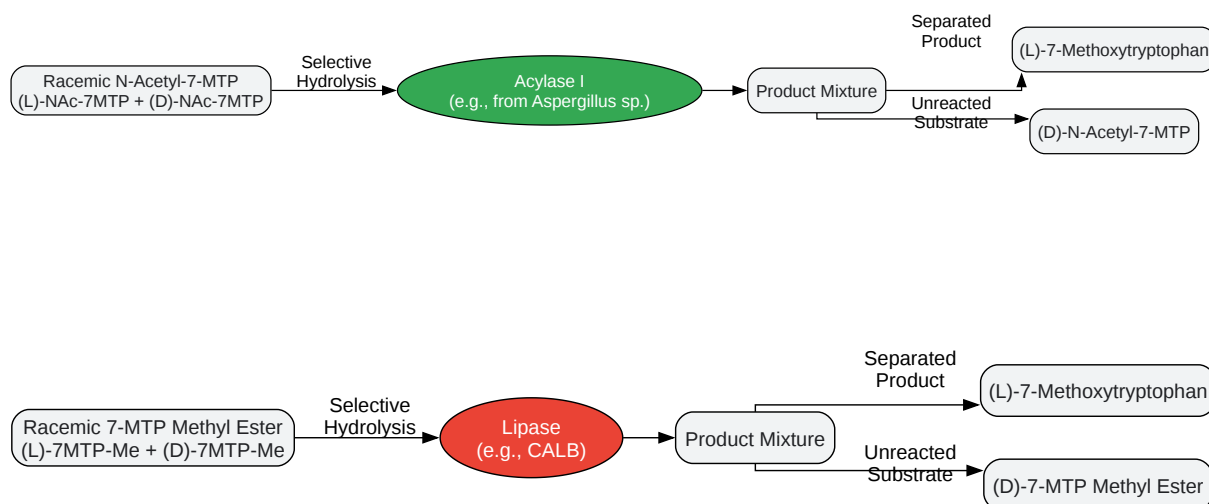 Racemic N-Acetyl-7-MTP
(L)-NAc-7MTP + (D)-NAc-7MTP
Selective
Hydrolysis
Acylase I
(e.g., from Aspergillus sp.)
Product Mixture
Separated
Product
(L)-7-Methoxytryptophan
Unreacted
Substrate
(D)-N-Acetyl-7-MTP
Racemic 7-MTP Methyl Ester
(L)-7MTP-Me + (D)-7MTP-Me
Selective
Hydrolysis
Lipase
(e.g., CALB)
Product Mixture
Separated
Product
(L)-7-Methoxytryptophan
Unreacted
Substrate
(D)-7-MTP Methyl Ester